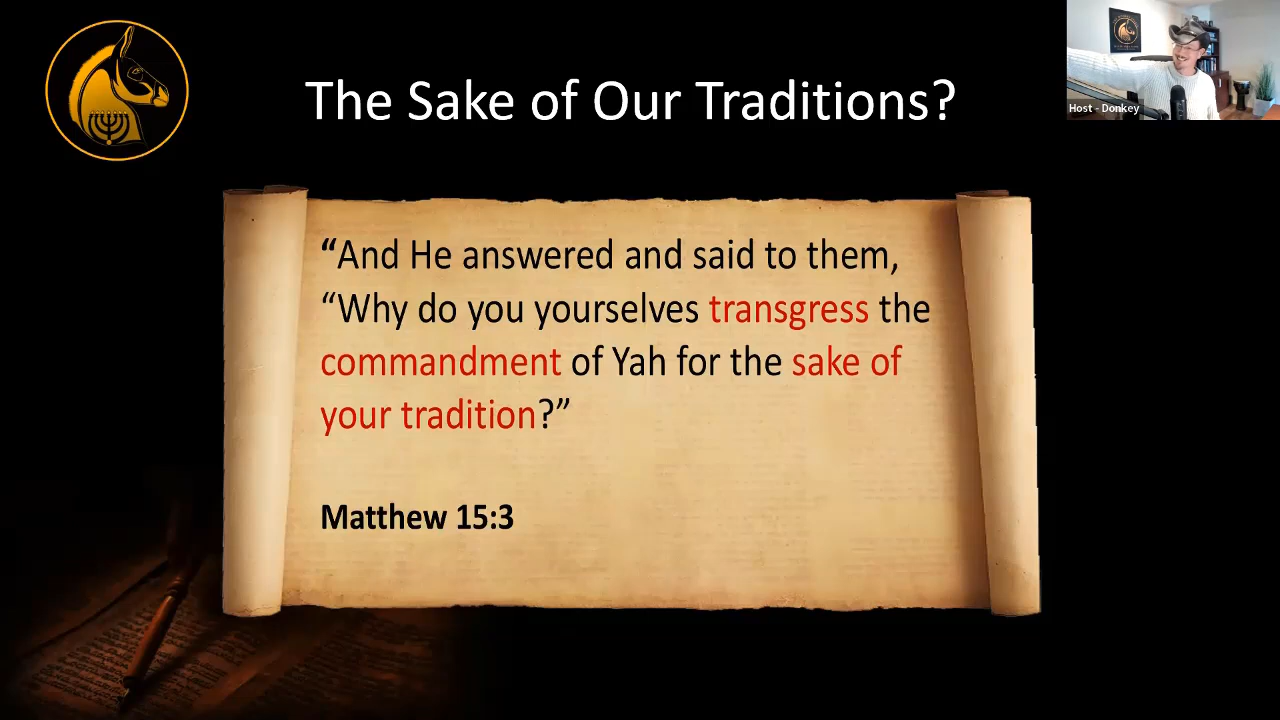 The Sake of Our Traditions?
Host - Donkey
“And He answered and said to them,
“Why do you yourselves transgress the
commandment of Yah for the sake of
your tradition?”
Matthew 15:3